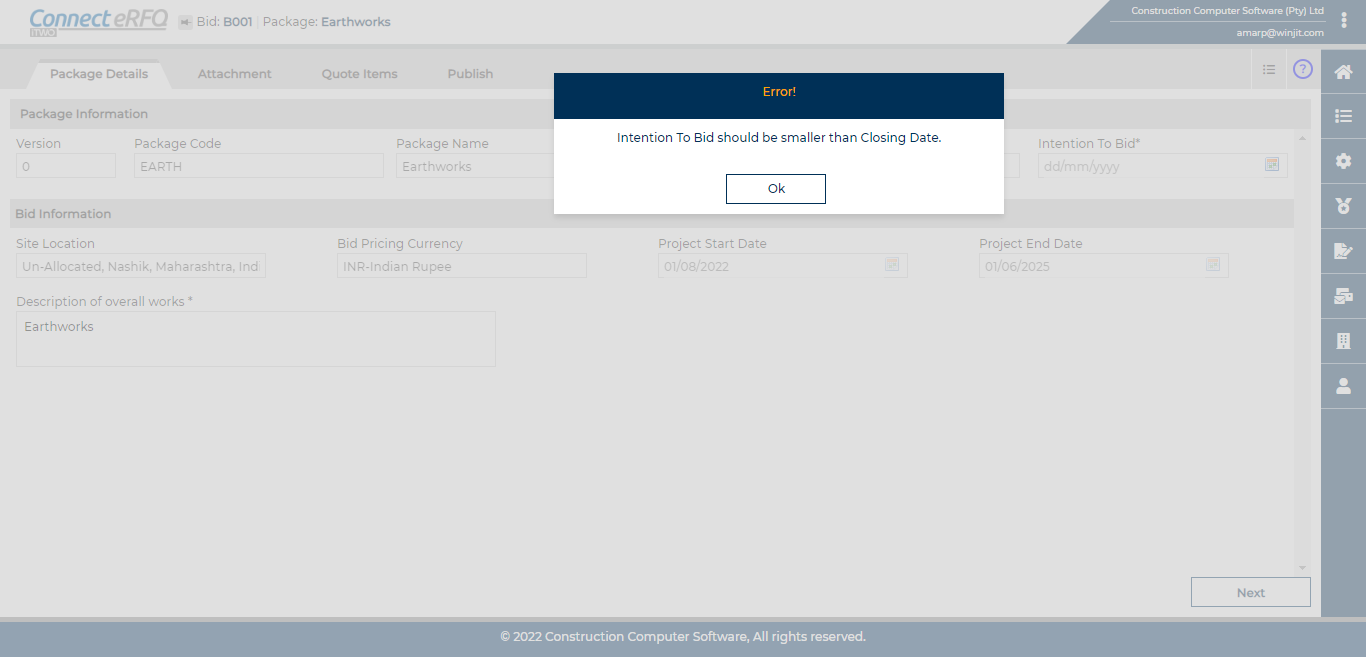 Connect eRFQ
iTWO
Bid: B001 | Package: Earthworks
Construction Computer Software (Pty) Ltd
amarp@winjit.com
Package Details
Attachment
Quote Items
Publish
?
Error!
Intention To Bid should be smaller than Closing Date.
Ok
Package Information
Version
Package Code
Package Name
Intention To Bid*
0
EARTH
Earthworks
dd/mm/yyyy
Bid Information
Site Location
Bid Pricing Currency
Project Start Date
Project End Date
Un-Allocated, Nashik, Maharashtra, Indi
INR-Indian Rupee
01/08/2022
01/06/2025
Description of overall works *
Earthworks
Next
© 2022 Construction Computer Software, All rights reserved.